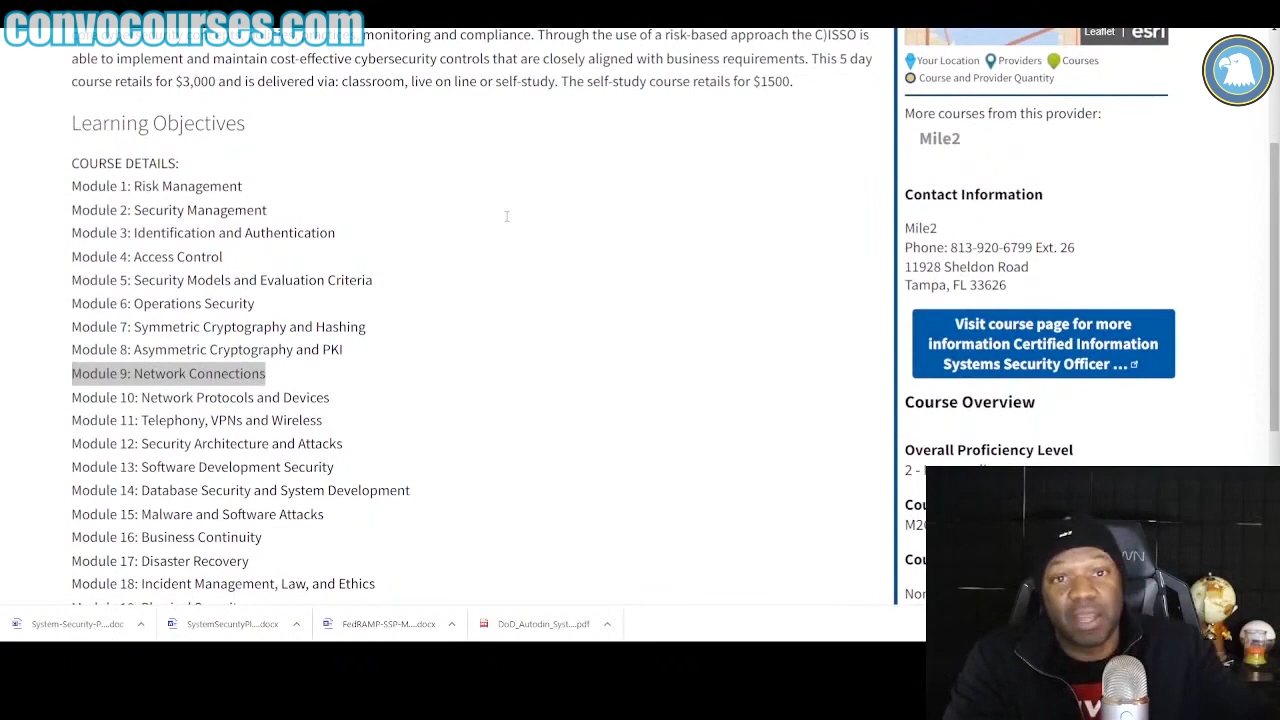 convocourses.com
monitoring and compliance. Through the use of a risk-based approach the C)ISSO is
able to implement and maintain cost-effective cybersecurity controls that are closely aligned with business requirements. This 5 day
course retails for $3,000 and is delivered via: classroom, live on line or self-study. The self-study course retails for $1500.
Learning Objectives
COURSE DETAILS:
Module 1: Risk Management
Module 2: Security Management
Module 3: Identification and Authentication
Module 4: Access Control
Module 5: Security Models and Evaluation Criteria
Module 6: Operations Security
Module 7: Symmetric Cryptography and Hashing
Module 8: Asymmetric Cryptography and PKI
Module 9: Network Connections
Module 10: Network Protocols and Devices
Module 11: Telephony, VPNs and Wireless
Module 12: Security Architecture and Attacks
Module 13: Software Development Security
Module 14: Database Security and System Development
Module 15: Malware and Software Attacks
Module 16: Business Continuity
Module 17: Disaster Recovery
Module 18: Incident Management, Law, and Ethics
Leaflet | esri
Your Location Providers Courses
Course and Provider Quantity
More courses from this provider:
Mile2
Contact Information
Mile2
Phone: 813-920-6799 Ext. 26
11928 Sheldon Road
Tampa, FL 33626
Visit course page for more
information Certified Information
Systems Security Officer ...
Course Overview
Overall Proficiency Level
2 -
System-Security-P....doc
SystemSecurityPl....docx
FedRAMP-SSP-M....docx
DoD_Autodin_Syst....pdf